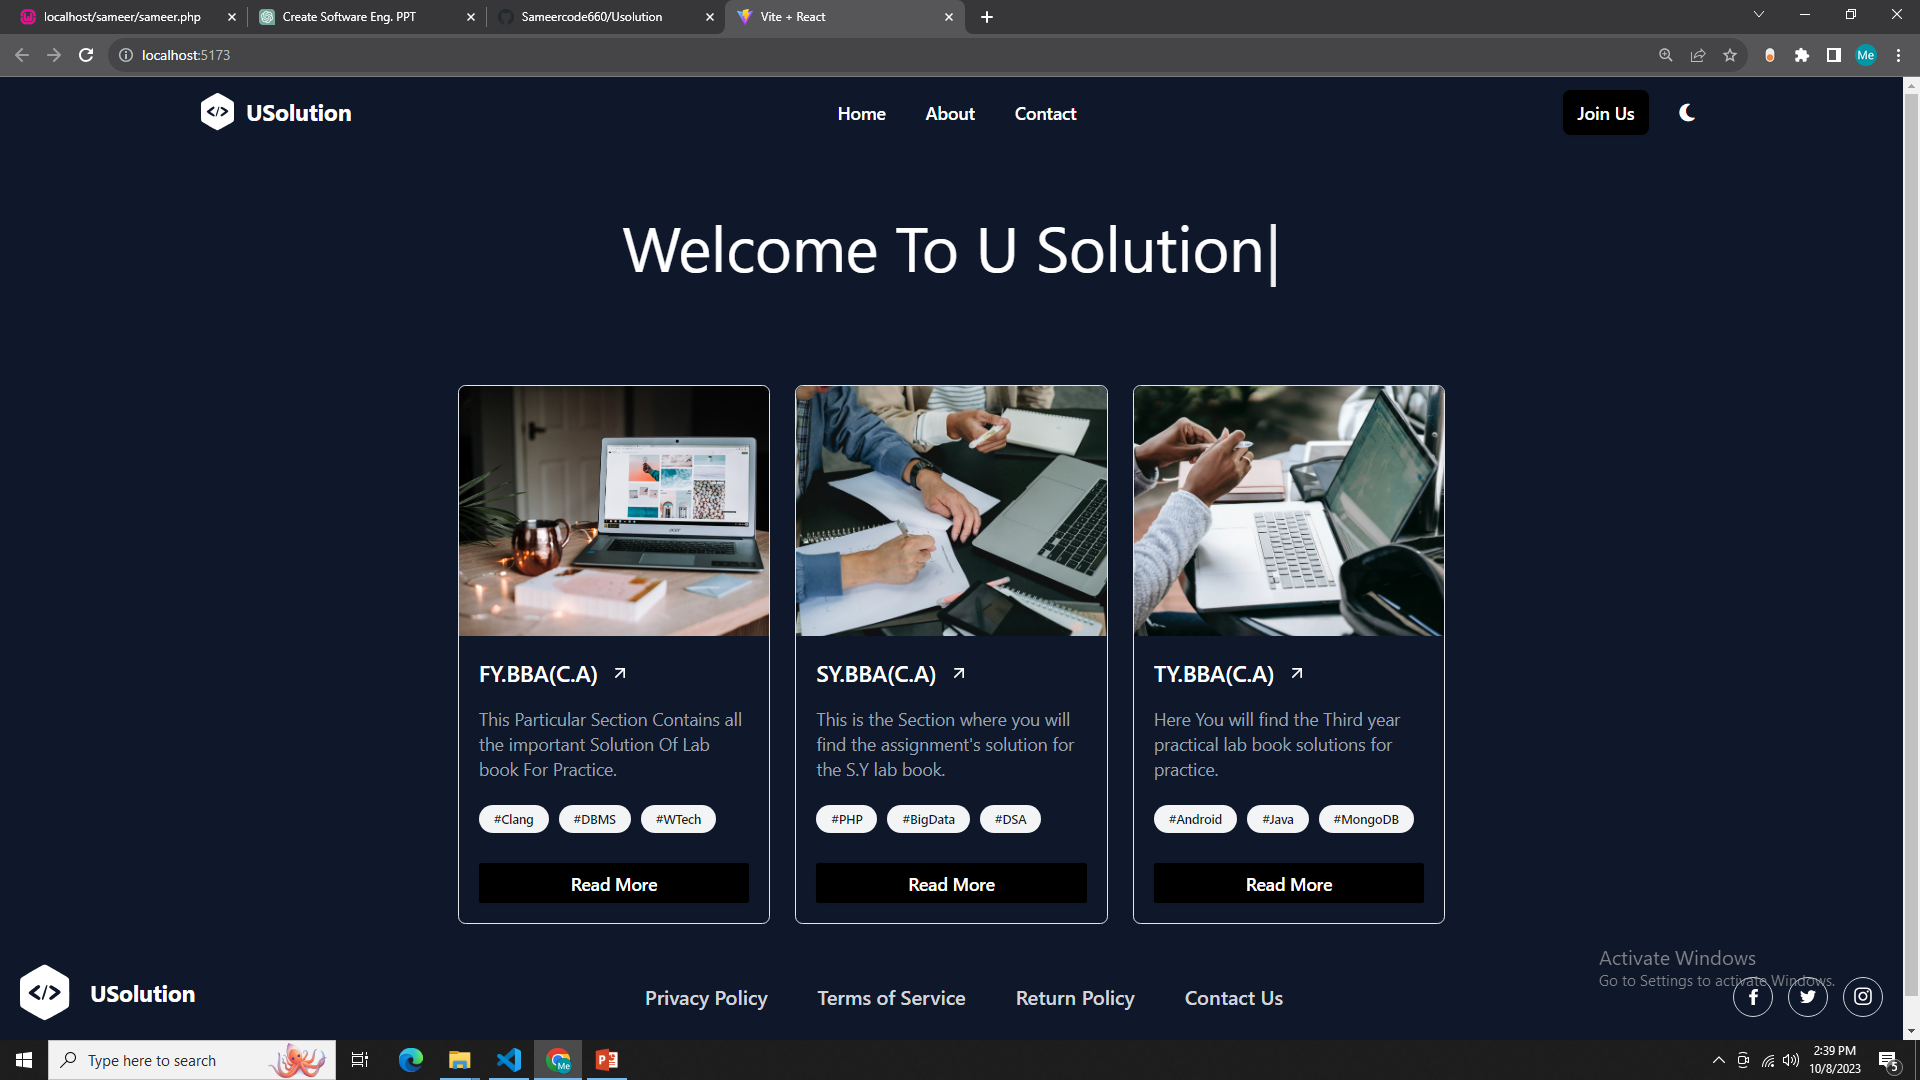 localhost/sameer/sameer.php
Create Software Eng. PPT
Sameercode660/Usolution
Vite + React
localhost:5173
Me
</> USolution
Home
About
Contact
Join Us
Welcome To U Solution|
acer
FY.BBA(C.A)
This Particular Section Contains all
the important Solution Of Lab
book For Practice.
#Clang
#DBMS
#WTech
Read More
SY.BBA(C.A)
This is the Section where you will
find the assignment's solution for
the S.Y lab book.
#PHP
#BigData
#DSA
Read More
TY.BBA(C.A)
Here You will find the Third year
practical lab book solutions for
practice.
#Android
#Java
#MongoDB
Read More
Activate Windows
Go to Settings to activate Windows.
</> USolution
Privacy Policy
Terms of Service
Return Policy
Contact Us
Type here to search
Me
2:39 PM
10/8/2023
5